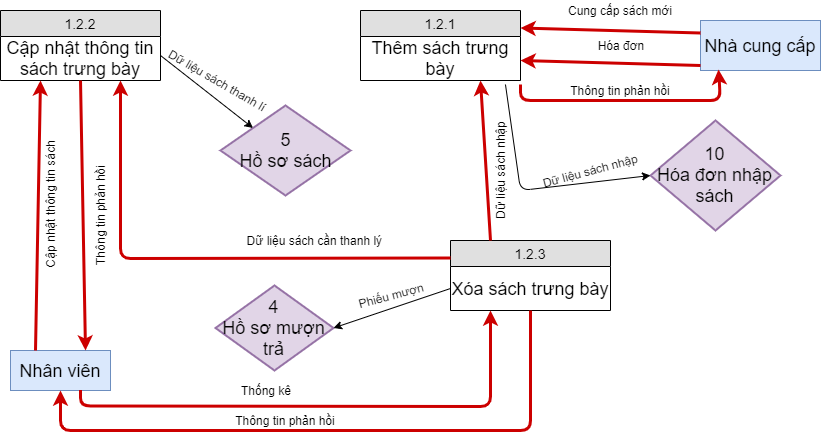 1.2.2
Cập nhật thông tin
sách trưng bày
1.2.1
Thêm sách trưng
bày
Cung cấp sách mới
Hóa đơn
Thông tin phản hồi
Nhà cung cấp
Dữ liệu sách thanh lí
5
Hồ sơ sách
Dữ liệu sách nhập
Dữ liệu sách nhập
10
Hóa đơn nhập
sách
Cập nhật thông tin sách
Thông tin phản hồi
Dữ liệu sách cần thanh lý
1.2.3
Xóa sách trưng bày
Phiếu mượn
4
Hồ sơ mượn
trả
Nhân viên
Thống kê
Thông tin phản hồi